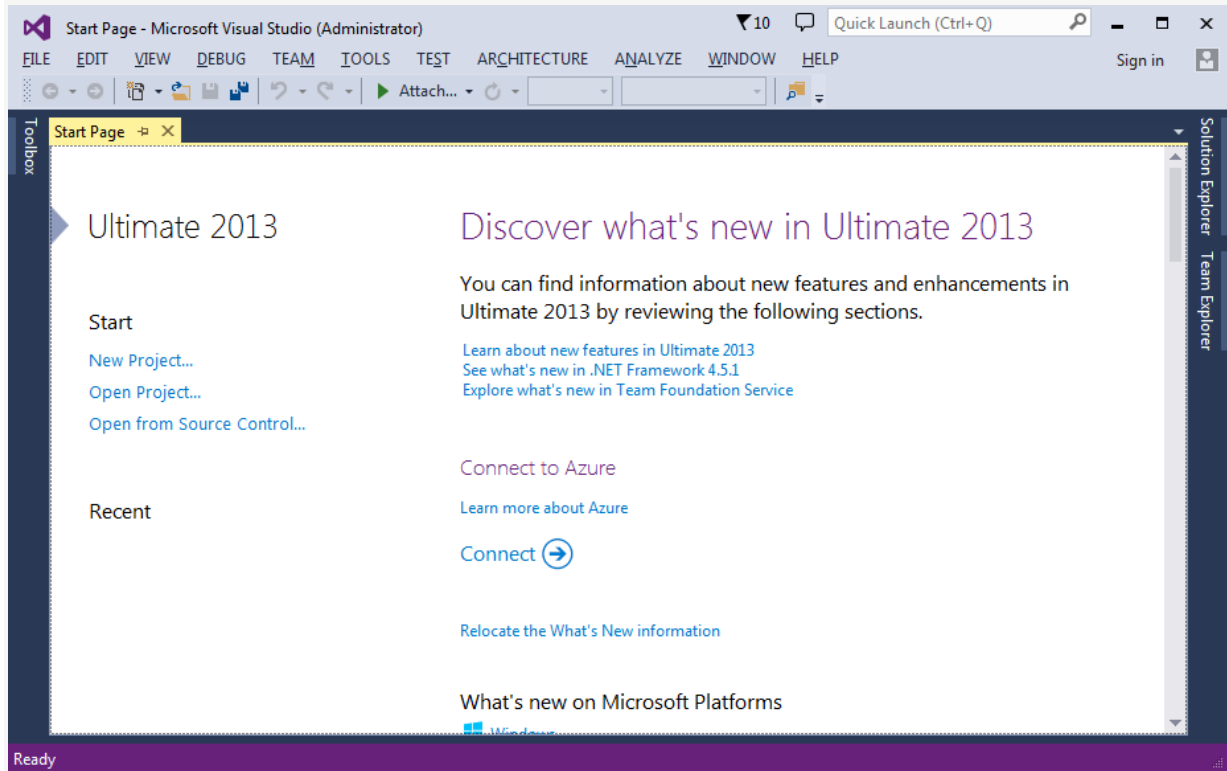 Start Page - Microsoft Visual Studio (Administrator)
10
Quick Launch (Ctrl+Q)
FILE EDIT VIEW DEBUG TEAM TOOLS TEST ARCHITECTURE ANALYZE WINDOW HELP
Sign in
Attach...
Toolbox
Start Page
Solution Explorer
Team Explorer
Ultimate 2013
Start
New Project...
Open Project...
Open from Source Control...
Recent
Discover what's new in Ultimate 2013
You can find information about new features and enhancements in
Ultimate 2013 by reviewing the following sections.
Learn about new features in Ultimate 2013
See what's new in .NET Framework 4.5.1
Explore what's new in Team Foundation Service
Connect to Azure
Learn more about Azure
Connect
Relocate the What's New information
What's new on Microsoft Platforms
Windows
Ready